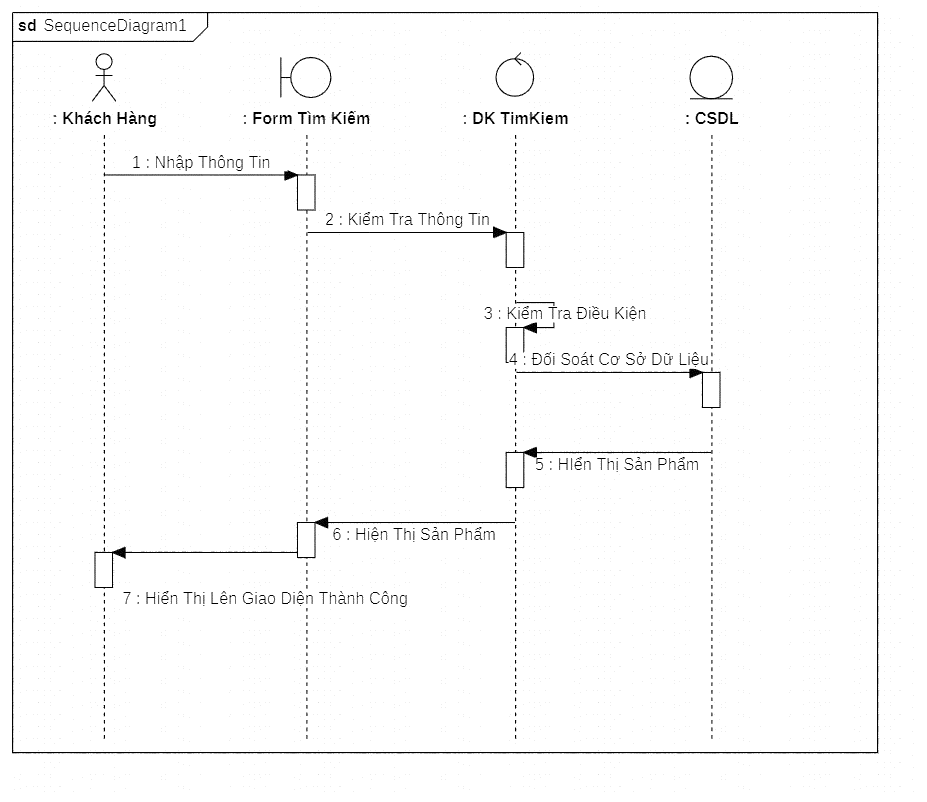 sd SequenceDiagram1
: Khách Hàng
: Form Tìm Kiếm
: DK TimKiem
: CSDL
1 : Nhập Thông Tin
2 : Kiểm Tra Thông Tin
3 : Kiểm Tra Điều Kiện
4 : Đối Soát Cơ Sở Dữ Liệu
5 : HIển Thị Sản Phẩm
6 : Hiện Thị Sản Phẩm
7 : Hiển Thị Lên Giao Diện Thành Công